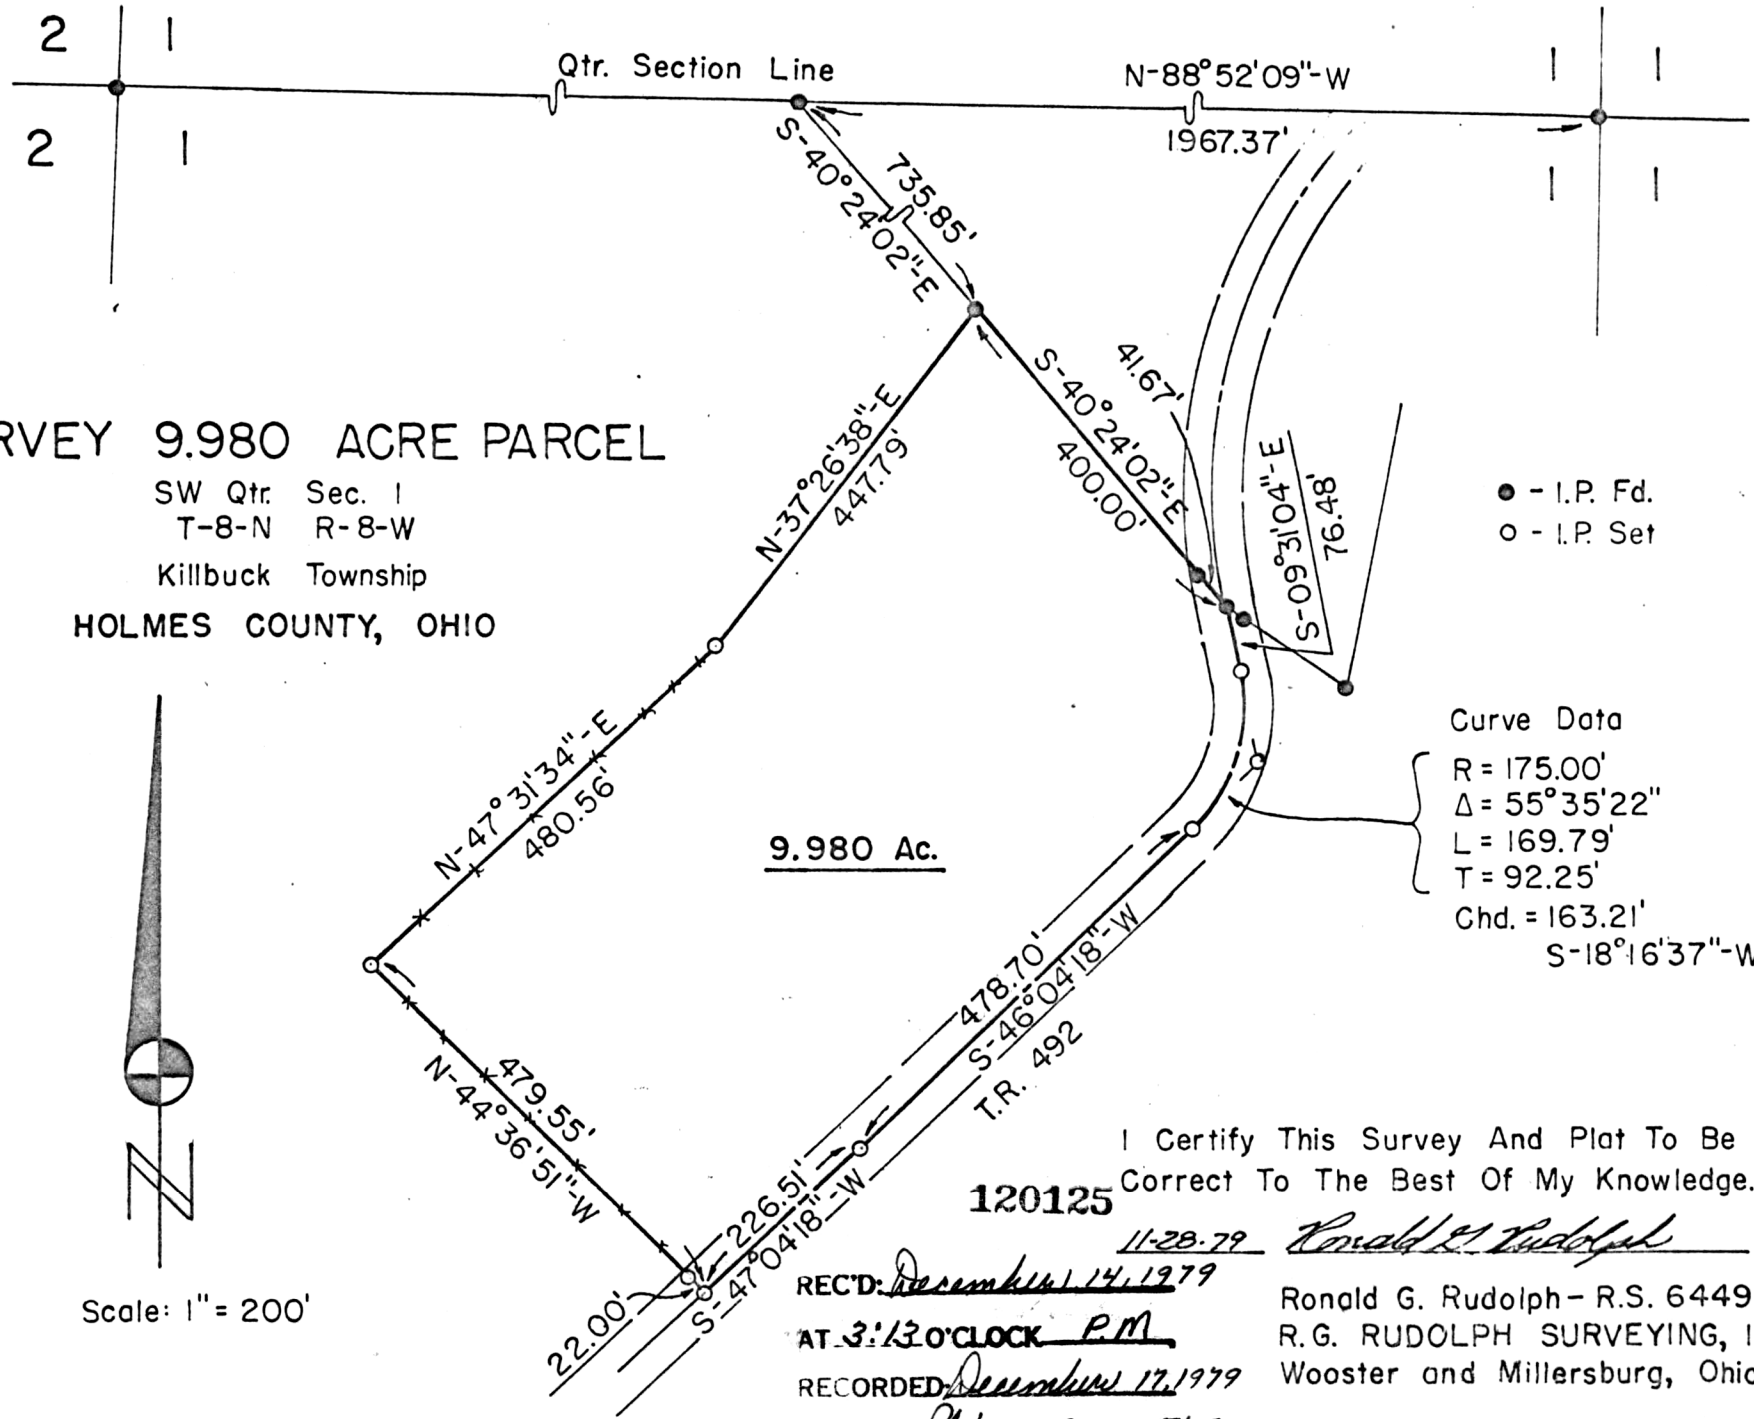 2 1
1 1
Qtr. Section Line
N-88°52'09"-W
1967.37'
2 1
1 1
735.85'
S-40°24'02"-E
41.67'
S-40°24'02"-E
400.00'
N-37°26'38"-E
447.79'
S-09°31'04"-E
76.48'
RVEY 9.980 ACRE PARCEL
SW Qtr. Sec. 1
T-8-N R-8-W
Killbuck Township
HOLMES COUNTY, OHIO
- I.P. Fd.
- I.P. Set
N-47°31'34"-E
480.56'
9.980 Ac.
Curve Data
R = 175.00'
Δ = 55°35'22"
L = 169.79'
T = 92.25'
Chd. = 163.21'
S-18°16'37"-W
478.70'
S-46°04'18"-W
T.R. 492
479.55'
N-44°36'51"-W
226.51'
S-47°04'18"-W
22.00'
N
Scale: 1" = 200'
I Certify This Survey And Plat To Be
Correct To The Best Of My Knowledge.
120125
11-28-79 Ronald G. Rudolph
REC'D: December 14, 1979
AT 3:13 O'CLOCK P.M.
RECORDED December 17, 1979
Ronald G. Rudolph - R.S. 6449
R.G. RUDOLPH SURVEYING, I
Wooster and Millersburg, Ohio